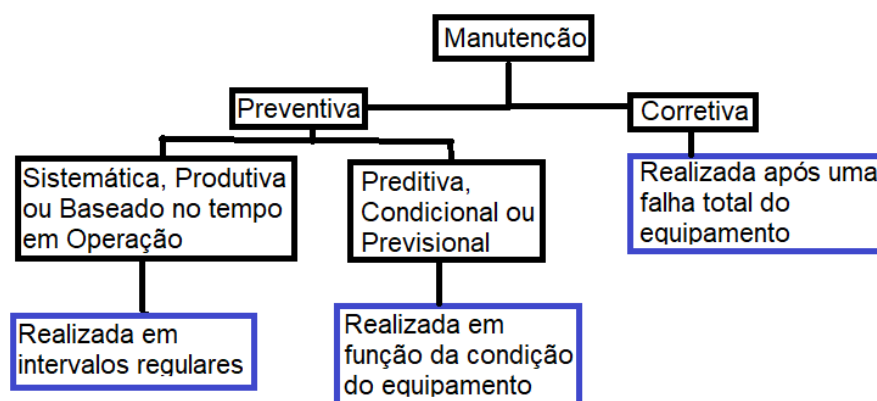 Manutenção
Preventiva
Corretiva
Sistemática, Produtiva
ou Baseado no tempo
em Operação
Preditiva,
Condicional ou
Previsional
Realizada após uma
falha total do
equipamento
Realizada em
intervalos regulares
Realizada em
função da condição
do equipamento